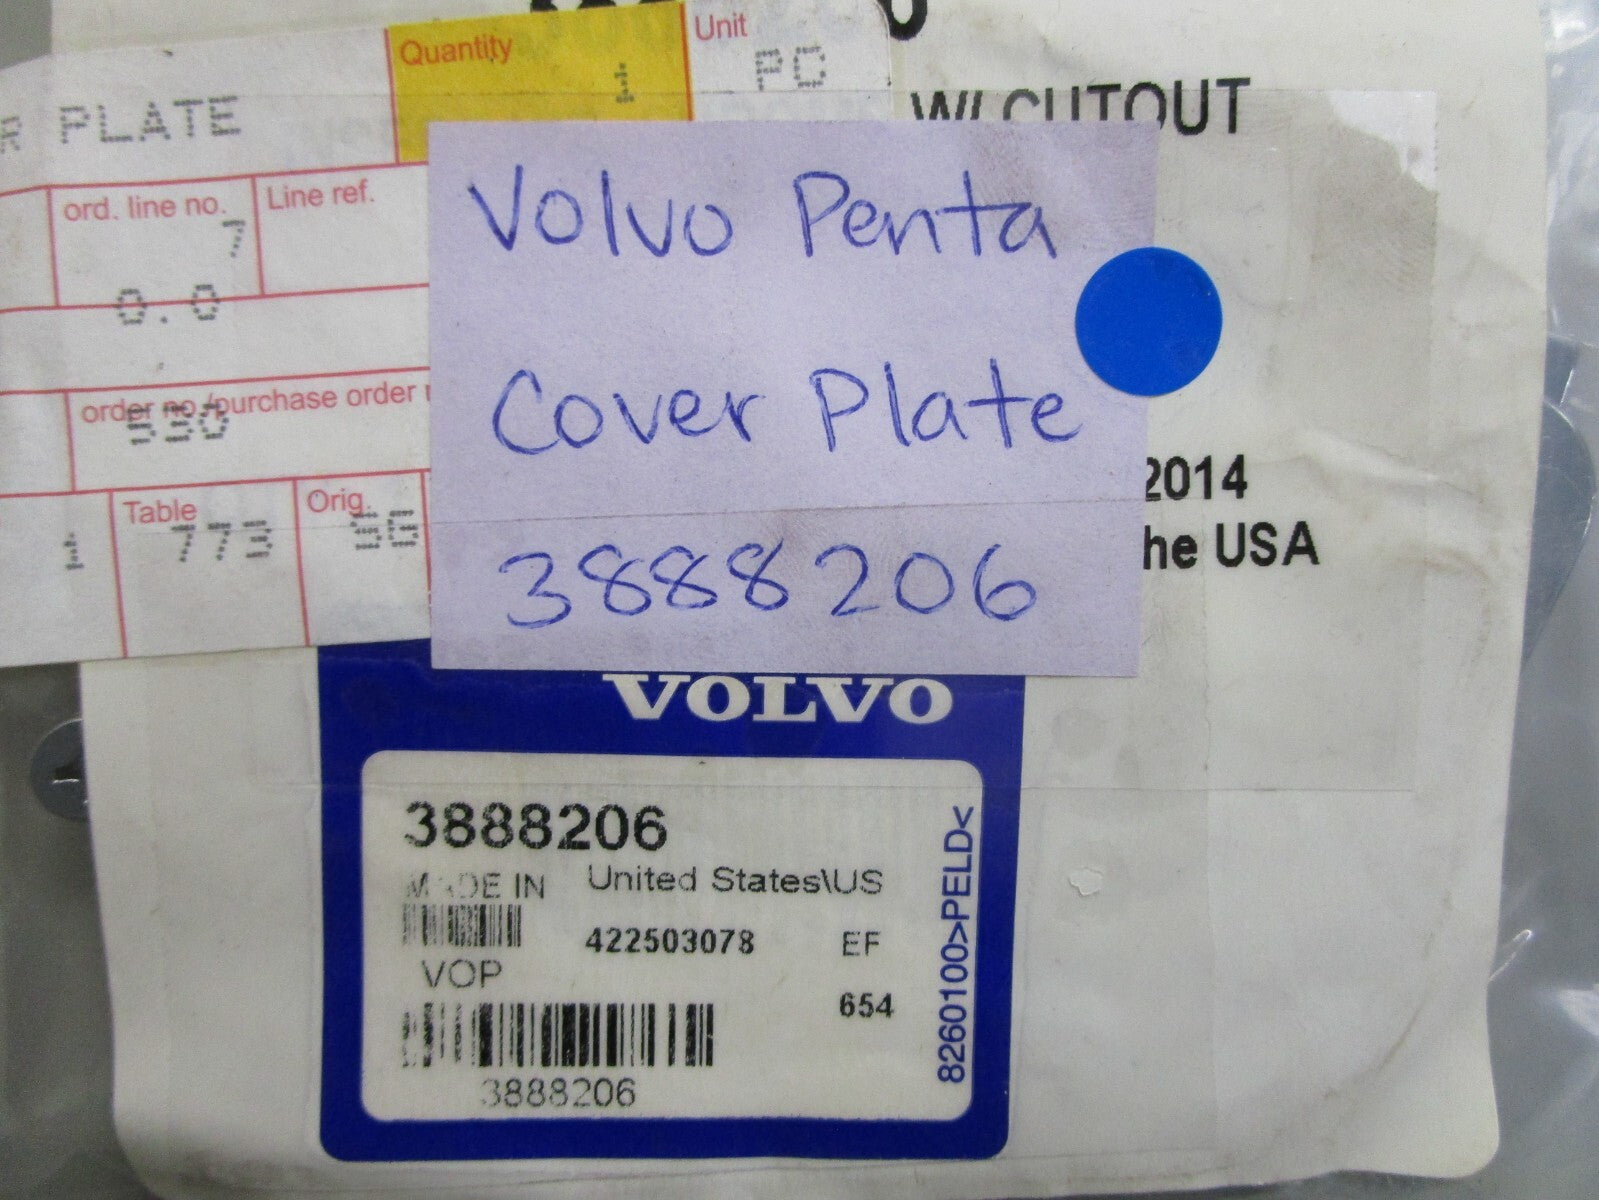 Quantity
1
Unit
PC
PLATE
W/ CUTOUT
ord. line no.
7
Line ref.
0.0
order no./purchase order
530
1
Table
773
Orig.
Volvo Penta
Cover Plate
3888206
2014
he USA
VOLVO
3888206
MADE IN United States\US
422503078 EF
VOP
654
3888206
8260100>PELD<